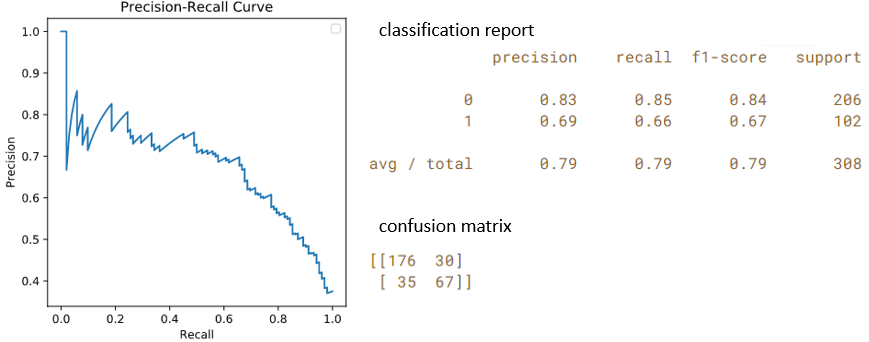 Precision-Recall Curve
1.0
0.9
0.8
0.7
0.6
0.5
0.4
Precision
0.0 0.2 0.4 0.6 0.8 1.0
Recall
classification report
precision recall f1-score support
0 0.83 0.85 0.84 206
1 0.69 0.66 0.67 102
avg / total 0.79 0.79 0.79 308
confusion matrix
[[176 30]
[ 35 67]]